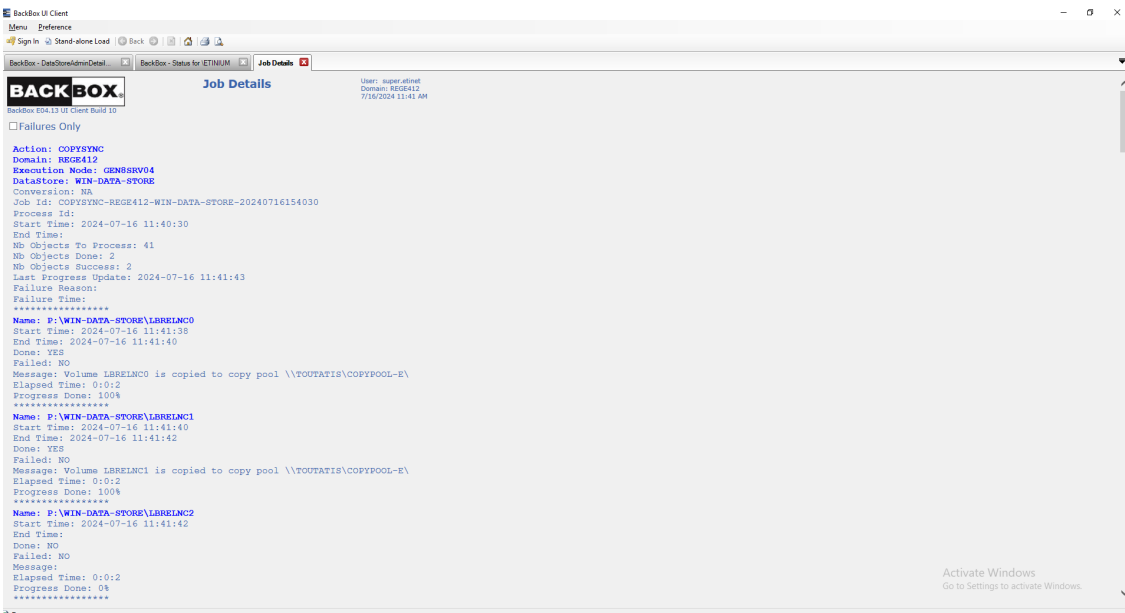 BackBox UI Client
Menu Preference
Sign In Stand-alone Load Back
BackBox - DataStoreAdminDetail... BackBox - Status for \ETINIUM Job Details
BACKBOX®
Job Details
User: super.etinet
Domain: REGE412
7/16/2024 11:41 AM
BackBox E04.13 UI Client Build 10
Failures Only
Action: COPYSYNC
Domain: REGE412
Execution Node: GEN8SRV04
DataStore: WIN-DATA-STORE
Conversion: NA
Job Id: COPYSYNC-REGE412-WIN-DATA-STORE-20240716154030
Process Id:
Start Time: 2024-07-16 11:40:30
End Time:
Nb Objects To Process: 41
Nb Objects Done: 2
Nb Objects Success: 2
Last Progress Update: 2024-07-16 11:41:43
Failure Reason:
Failure Time:
*****************
Name: P:\WIN-DATA-STORE\LBRELNC0
Start Time: 2024-07-16 11:41:38
End Time: 2024-07-16 11:41:40
Done: YES
Failed: NO
Message: Volume LBRELNC0 is copied to copy pool \\TOUTATIS\COPYPOOL-E\
Elapsed Time: 0:0:2
Progress Done: 100%
*****************
Name: P:\WIN-DATA-STORE\LBRELNC1
Start Time: 2024-07-16 11:41:40
End Time: 2024-07-16 11:41:42
Done: YES
Failed: NO
Message: Volume LBRELNC1 is copied to copy pool \\TOUTATIS\COPYPOOL-E\
Elapsed Time: 0:0:2
Progress Done: 100%
*****************
Name: P:\WIN-DATA-STORE\LBRELNC2
Start Time: 2024-07-16 11:41:42
End Time:
Done: NO
Failed: NO
Message:
Elapsed Time: 0:0:2
Progress Done: 0%
*****************
Activate Windows
Go to Settings to activate Windows.